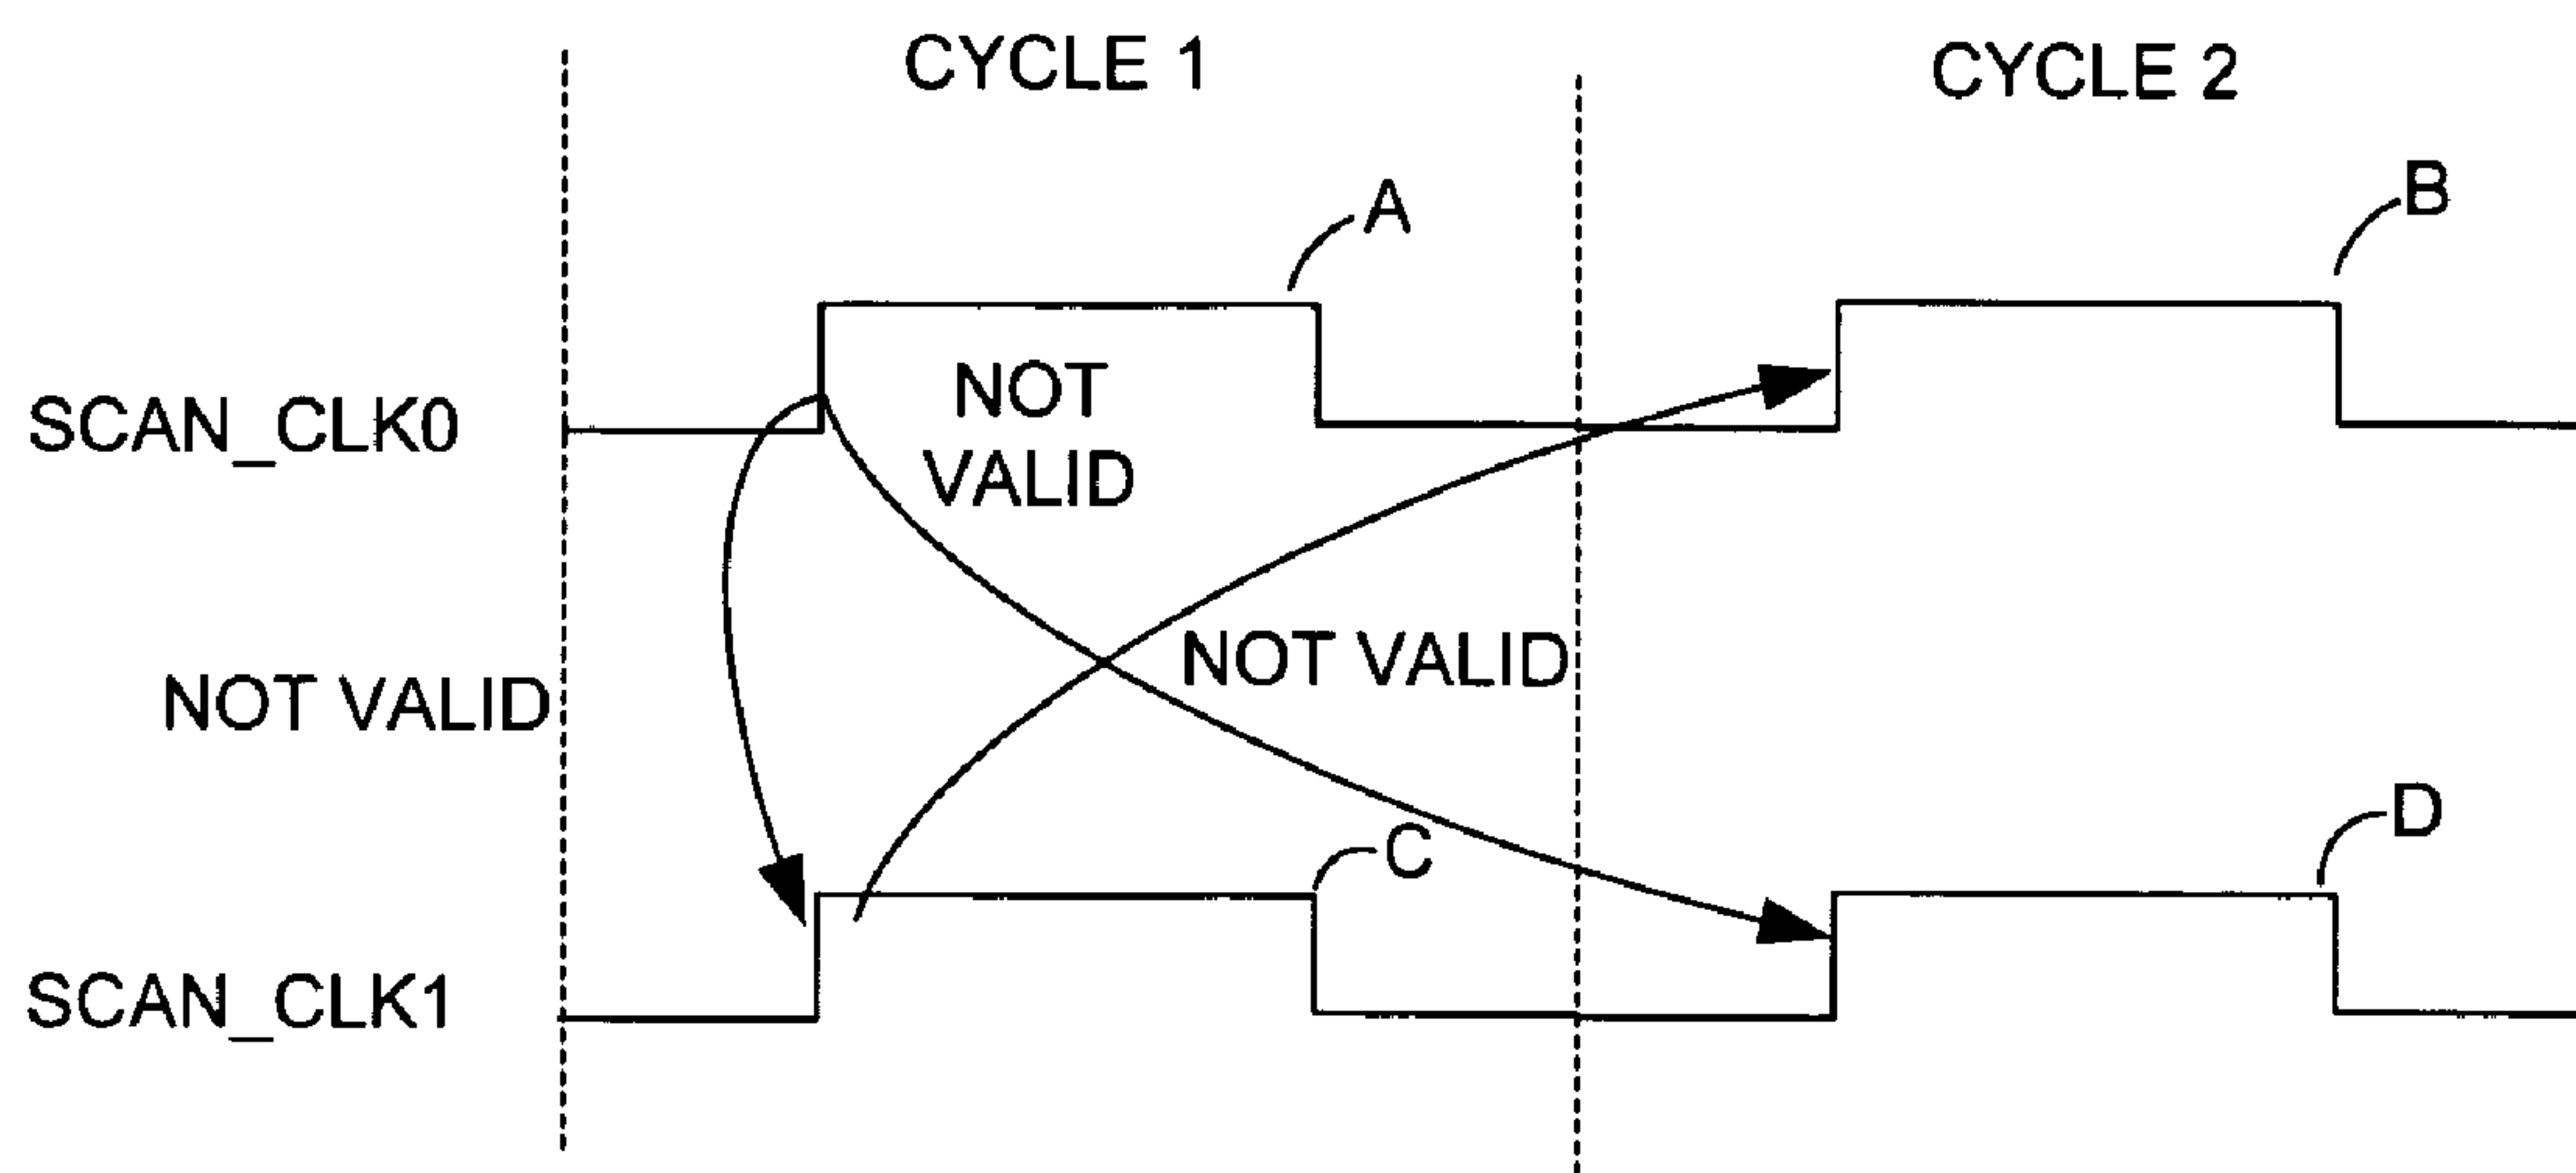 CYCLE 1
CYCLE 2
A
B
NOT
VALID
SCAN_CLK0
NOT VALID
NOT VALID
C
D
SCAN_CLK1